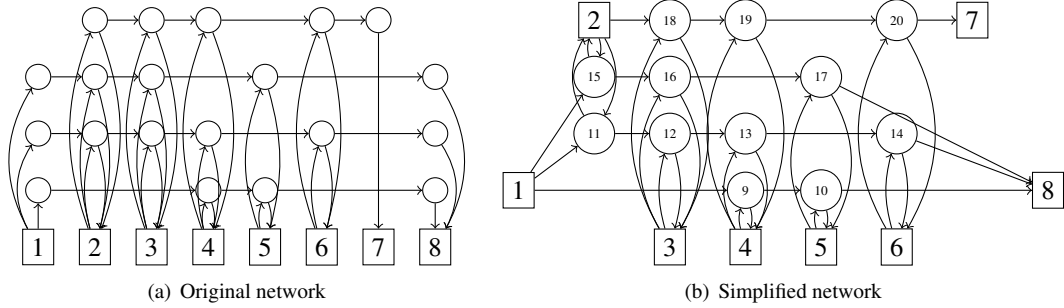 1 2 3 4 5 6 7 8
(a) Original network
2 18 19 20 7
15 16 17
11 12 13 14
1 9 10 8
3 4 5 6
(b) Simplified network